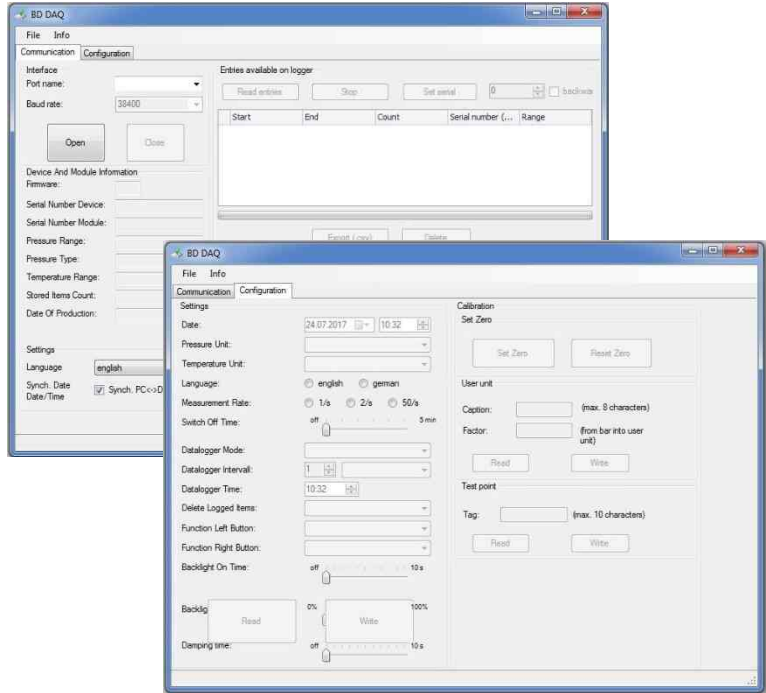 BD DAQ
File Info
Communication Configuration
Interface
Port name:
Baud rate: 38400
Open Close
Device And Module Information
Firmware:
Serial Number Device:
Serial Number Module:
Pressure Range:
Pressure Type:
Temperature Range:
Stored Items Count:
Date Of Production:
Settings
Language english
Synch. Date
Date/Time
Synch. PC<->D
Entries available on logger
Read entries Stop Set serial 0 backwa
Start End Count Serial number (... Range
Export (.csv) Delete
BD DAQ
File Info
Communication Configuration
Settings
Date: 24.07.2017 10:32
Pressure Unit:
Temperature Unit:
Language: english german
Measurement Rate: 1/s 2/s 50/s
Switch Off Time: off 5 min
Datalogger Mode:
Datalogger Intervall: 1
Datalogger Time: 10:32
Delete Logged Items:
Function Left Button:
Function Right Button:
Backlight On Time: off 10 s
Backlig 0% 100%
Read Write
Damping time: off 10 s
Calibration
Set Zero
Set Zero Reset Zero
User unit
Caption: (max. 8 characters)
Factor: (from bar into user
unit)
Read Write
Test point
Tag: (max. 10 characters)
Read Write